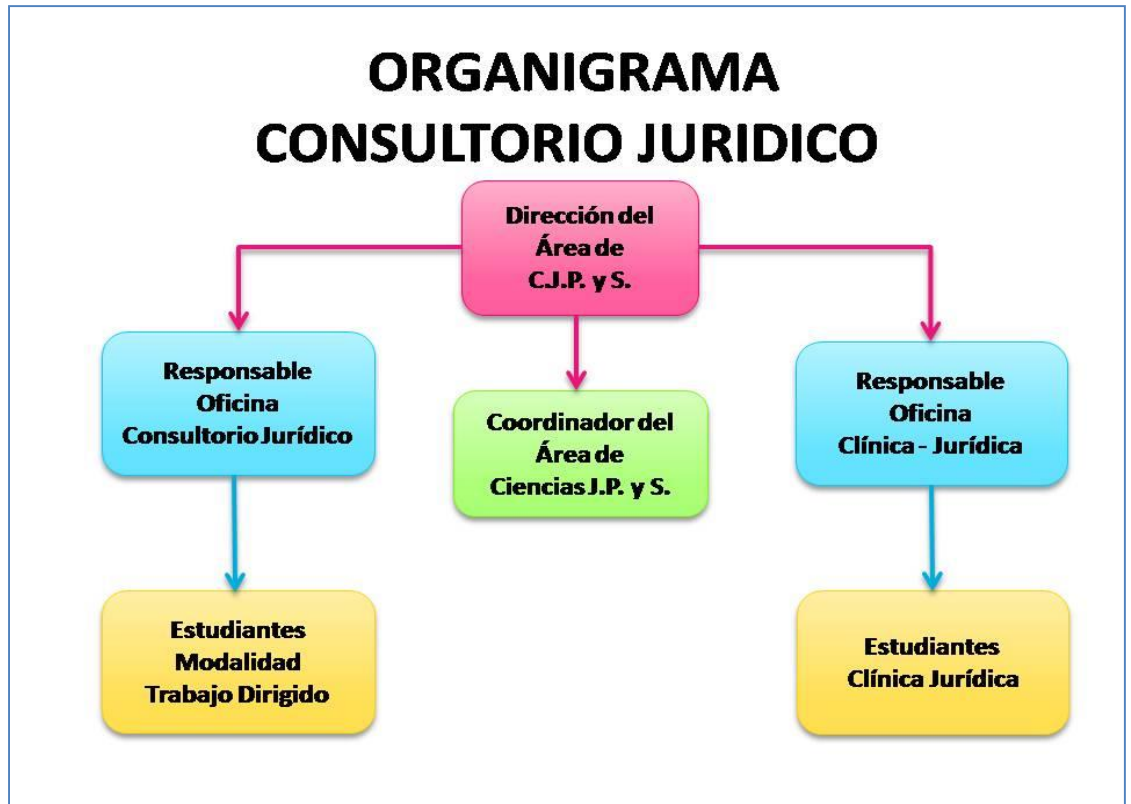 ORGANIGRAMA
CONSULTORIO JURIDICO
Dirección del
Área de
C.J.P. y S.
Responsable
Oficina
Consultorio Jurídico
Coordinador del
Área de
Ciencias J.P. y S.
Responsable
Oficina
Clínica - Jurídica
Estudiantes
Modalidad
Trabajo Dirigido
Estudiantes
Clínica Jurídica